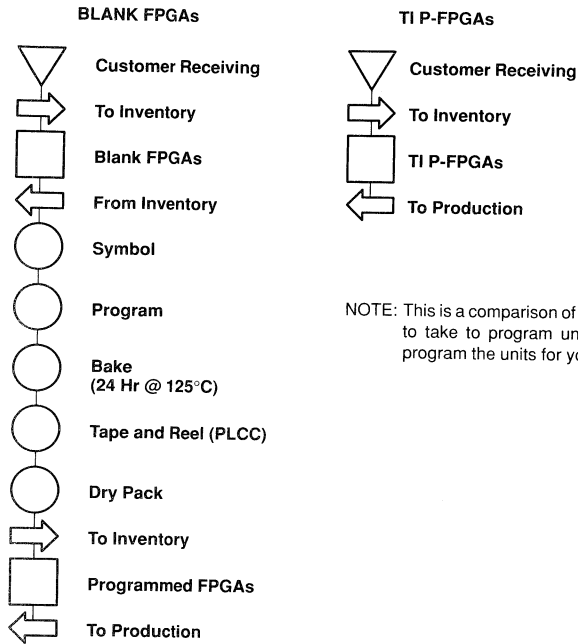 BLANK FPGAs
Customer Receiving
To Inventory
Blank FPGAs
From Inventory
Symbol
Program
Bake
(24 Hr @ 125°C)
Tape and Reel (PLCC)
Dry Pack
To Inventory
Programmed FPGAs
To Production
TI P-FPGAs
Customer Receiving
To Inventory
TI P-FPGAs
To Production
NOTE: This is a comparison of
to take to program un
program the units for yo